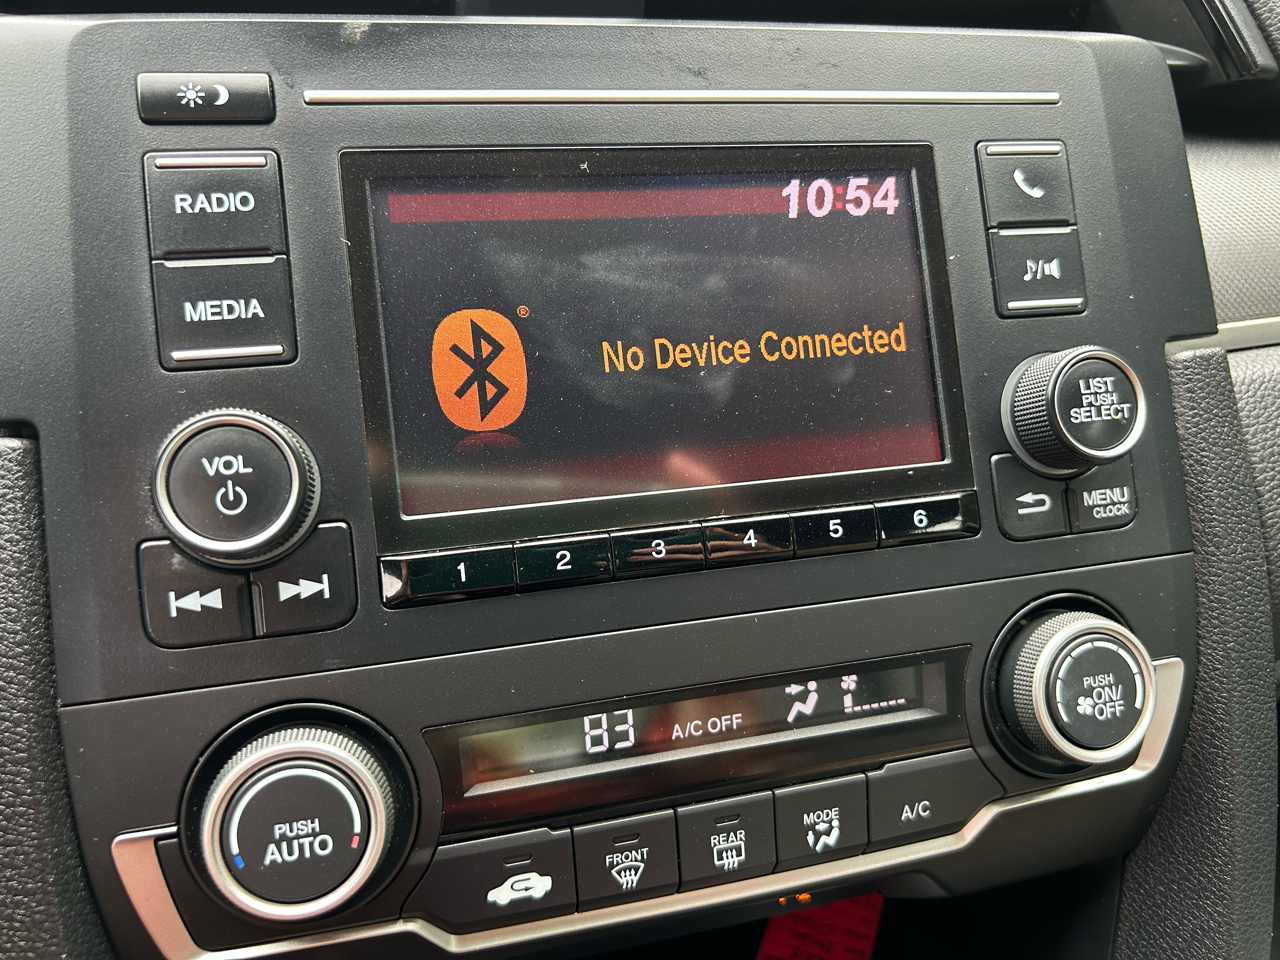 10:54
RADIO
MEDIA
®
No Device Connected
LIST
PUSH
SELECT
VOL
MENU
CLOCK
1 2 3 4 5 6
83 A/C OFF
PUSH
ON/
OFF
PUSH
AUTO
FRONT
REAR
MODE
A/C